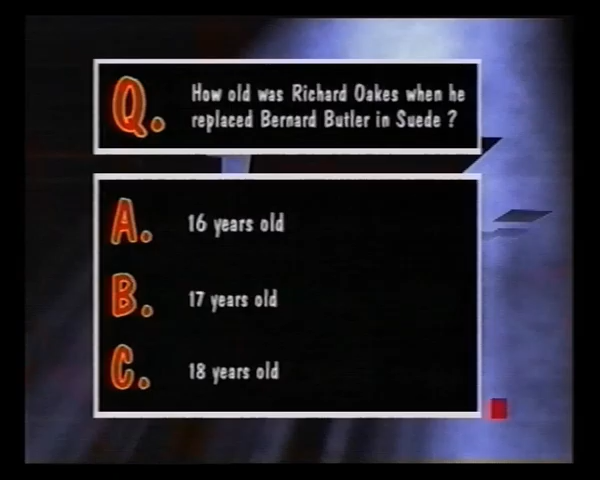 Q. How old was Richard Oakes when he
replaced Bernard Butler in Suede ?
A. 16 years old
B. 17 years old
C. 18 years old